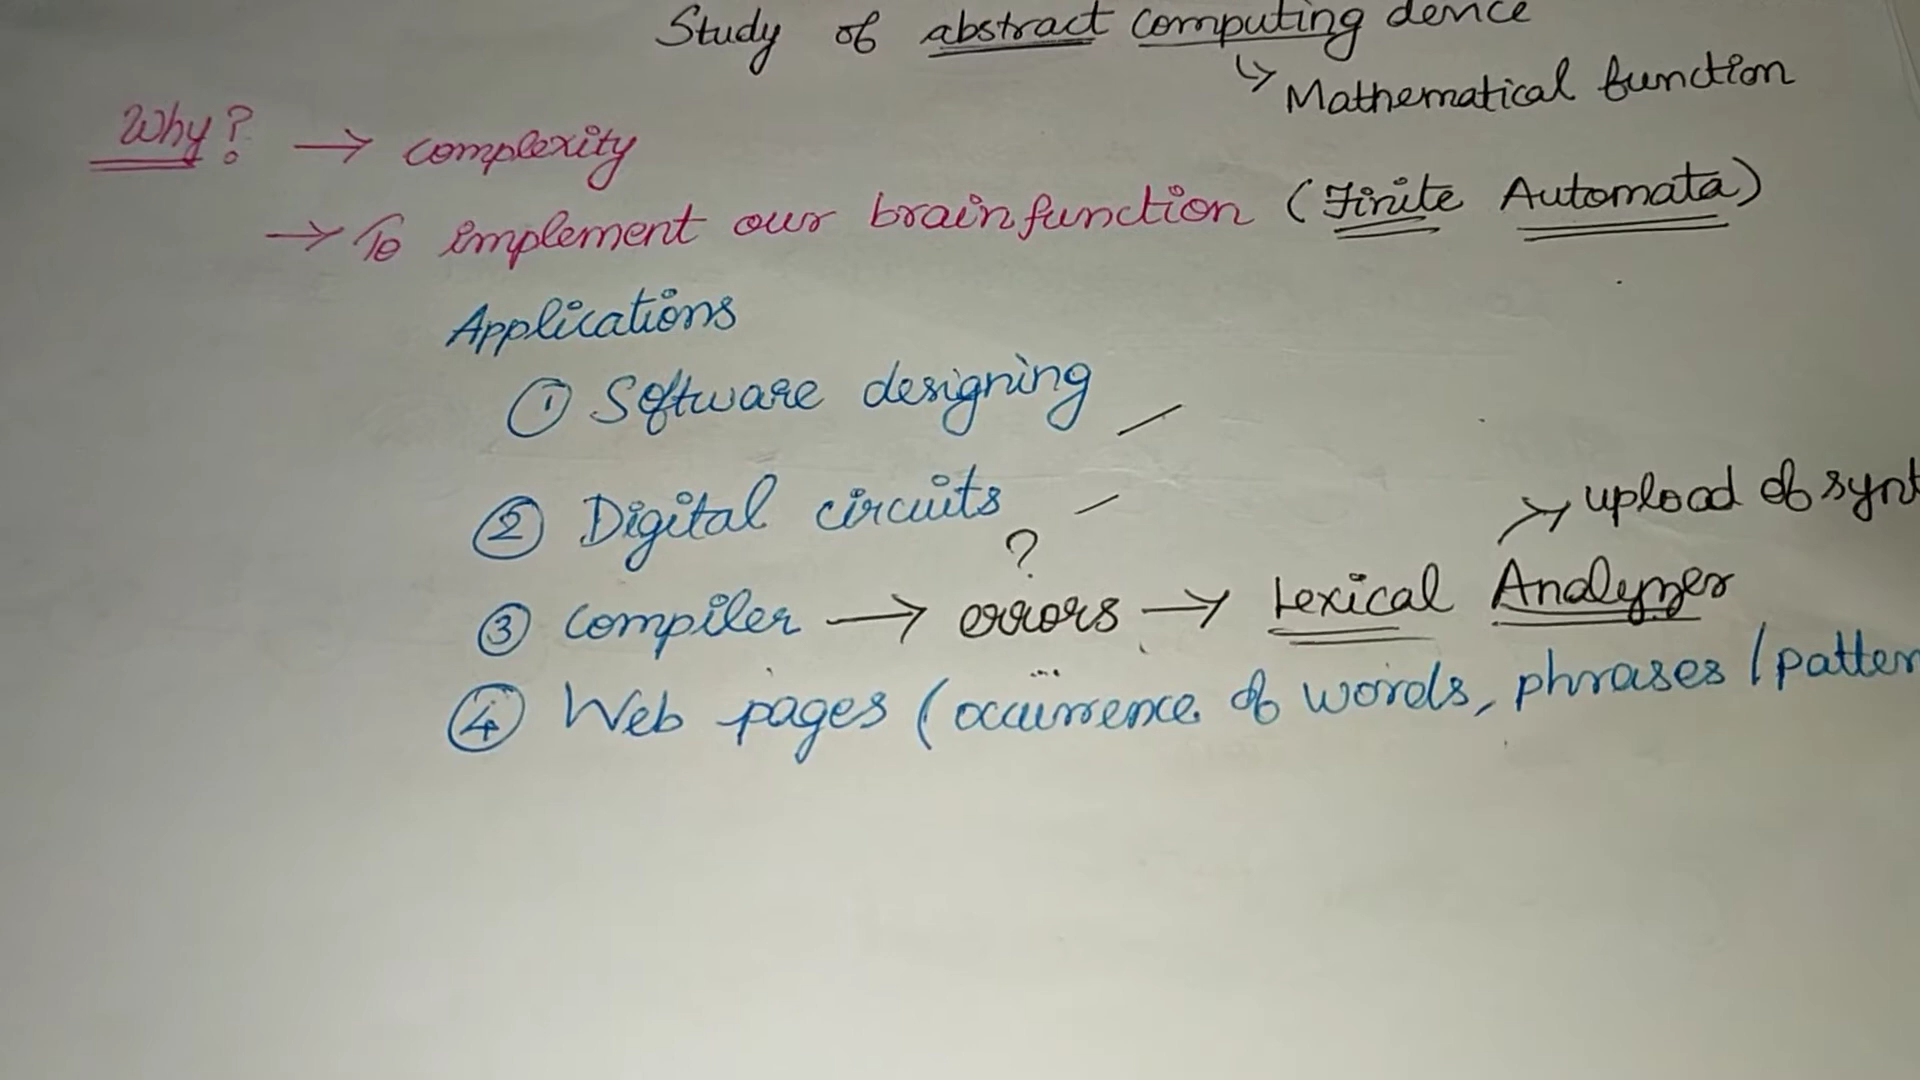 Study of abstract computing device
↳ Mathematical function
Why? → complexity
→ To implement our brain function (Finite Automata)
Applications
① Software designing
② Digital circuits
→ upload of synt
?
③ Compiler → errors → Lexical Analyzer
④ Web pages (occurrence of words, phrases / patter